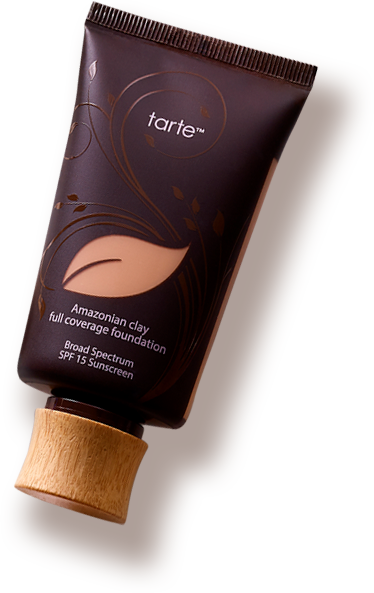 tarte™
Amazonian clay
full coverage foundation
Broad Spectrum
SPF 15 Sunscreen